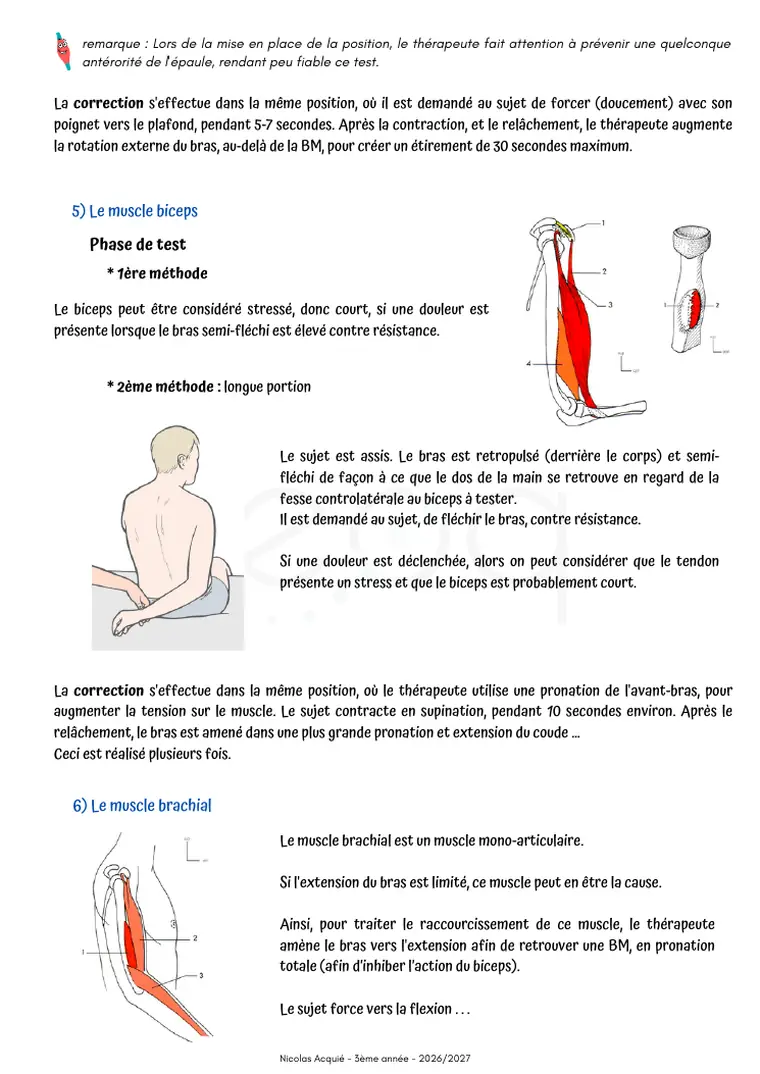 remarque : Lors de la mise en place de la position, le thérapeute fait attention à prévenir une quelconque
antérorité de l'épaule, rendant peu fiable ce test.
La correction s'effectue dans la même position, où il est demandé au sujet de forcer (doucement) avec son
poignet vers le plafond, pendant 5-7 secondes. Après la contraction, et le relâchement, le thérapeute augmente
la rotation externe du bras, au-delà de la BM, pour créer un étirement de 30 secondes maximum.
5) Le muscle biceps
Phase de test
* 1ère méthode
Le biceps peut être considéré stressé, donc court, si une douleur est
présente lorsque le bras semi-fléchi est élevé contre résistance.
1
2
3
4
1
2
* 2ème méthode : longue portion
Le sujet est assis. Le bras est retropulsé (derrière le corps) et semi-
fléchi de façon à ce que le dos de la main se retrouve en regard de la
fesse controlatérale au biceps à tester.
Il est demandé au sujet, de fléchir le bras, contre résistance.
Si une douleur est déclenchée, alors on peut considérer que le tendon
présente un stress et que le biceps est probablement court.
La correction s'effectue dans la même position, où le thérapeute utilise une pronation de l'avant-bras, pour
augmenter la tension sur le muscle. Le sujet contracte en supination, pendant 10 secondes environ. Après le
relâchement, le bras est amené dans une plus grande pronation et extension du coude ...
Ceci est réalisé plusieurs fois.
6) Le muscle brachial
Le muscle brachial est un muscle mono-articulaire.
Si l'extension du bras est limité, ce muscle peut en être la cause.
Ainsi, pour traiter le raccourcissement de ce muscle, le thérapeute
amène le bras vers l'extension afin de retrouver une BM, en pronation
totale (afin d'inhiber l'action du biceps).
Le sujet force vers la flexion ...
1
2
3
Nicolas Acquié - 3ème année - 2026/2027